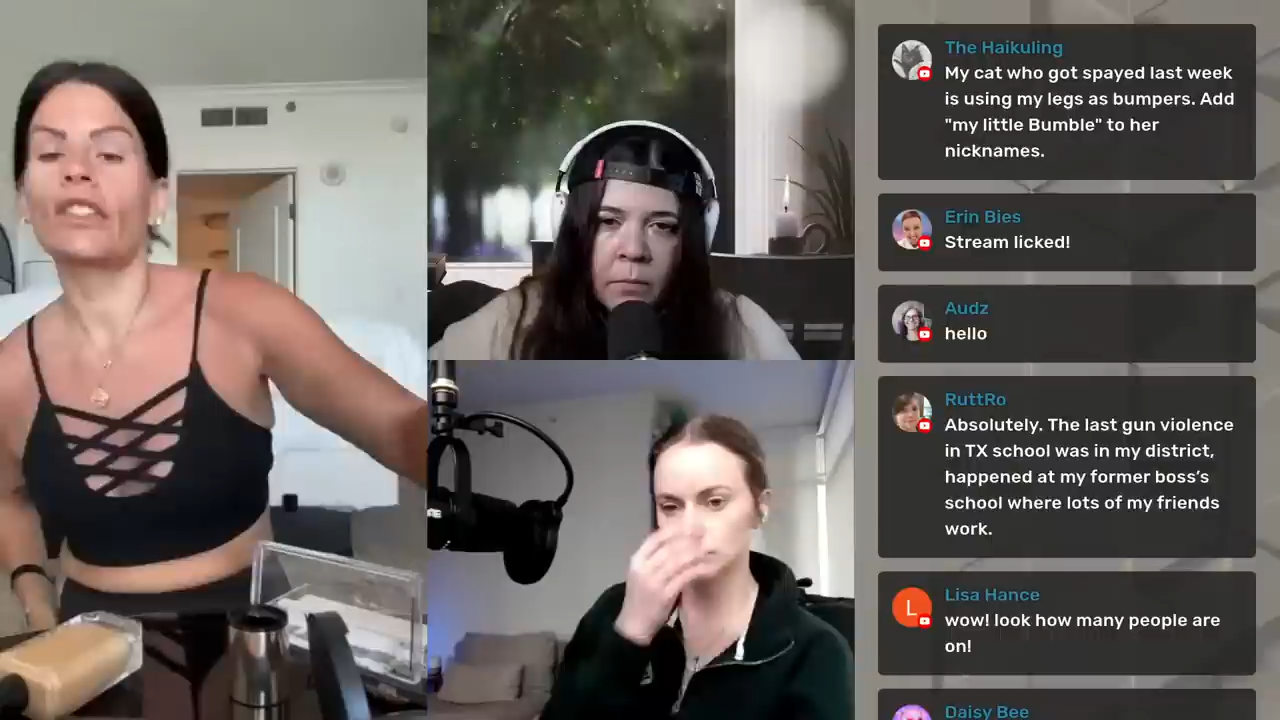 The Haikuling
My cat who got spayed last week
is using my legs as bumpers. Add
"my little Bumble" to her
nicknames.
Erin Bies
Stream licked!
Audz
hello
RuttRo
Absolutely. The last gun violence
in TX school was in my district,
happened at my former boss's
school where lots of my friends
work.
L
Lisa Hance
wow! look how many people are
on!
Daisy Bee